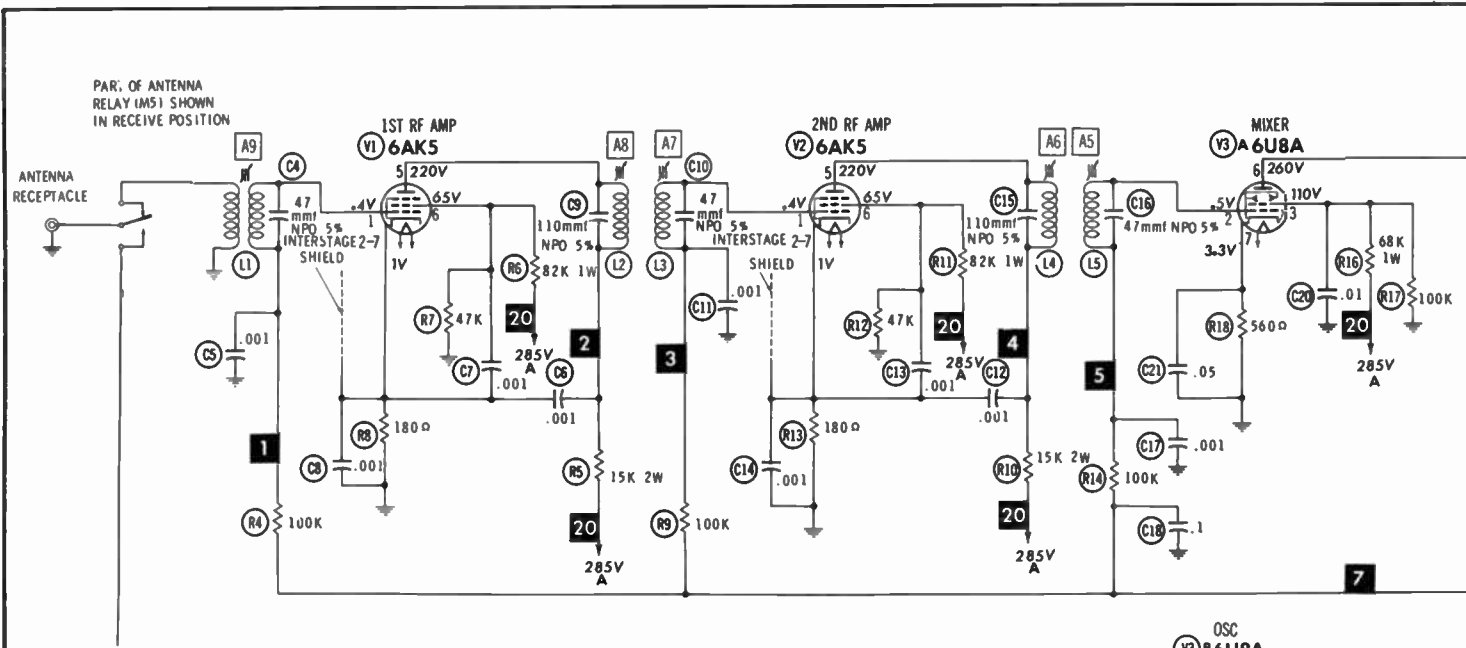 PART OF ANTENNA
RELAY (M5) SHOWN
IN RECEIVE POSITION
ANTENNA
RECEPTACLE
A9
C4
47
mmf
NPO 5%
L1
INTERSTAGE 2-7
SHIELD
C5
.001
1
R4
100K
1ST RF AMP
V1 6AK5
5
220V
.4V
1
65V
6
1V
R7
47K
R6
82K 1W
20
285V
A
C7
.001
C6
.001
C8
.001
R8
180Ω
A8
C9
110mmf
NPO 5%
L2
2
R5
15K 2W
20
285V
A
A7
C10
47
mmf
NPO 5%
L3
INTERSTAGE 2-7
SHIELD
C11
.001
3
R9
100K
2ND RF AMP
V2 6AK5
5
220V
.4V
1
65V
6
1V
R12
47K
R11
82K 1W
20
285V
A
C13
.001
C12
.001
C14
.001
R13
180Ω
A6
C15
110mmf
NPO 5%
L4
4
R10
15K 2W
20
285V
A
A5
C16
47mmf NPO 5%
L5
5
C17
.001
R14
100K
C18
.1
MIXER
V3 A 6U8A
6
260V
.5V
2
110V
3
7
3.3V
C21
.05
R18
560Ω
C20
.01
R16
68K
1W
R17
100K
20
285V
A
7
OSC